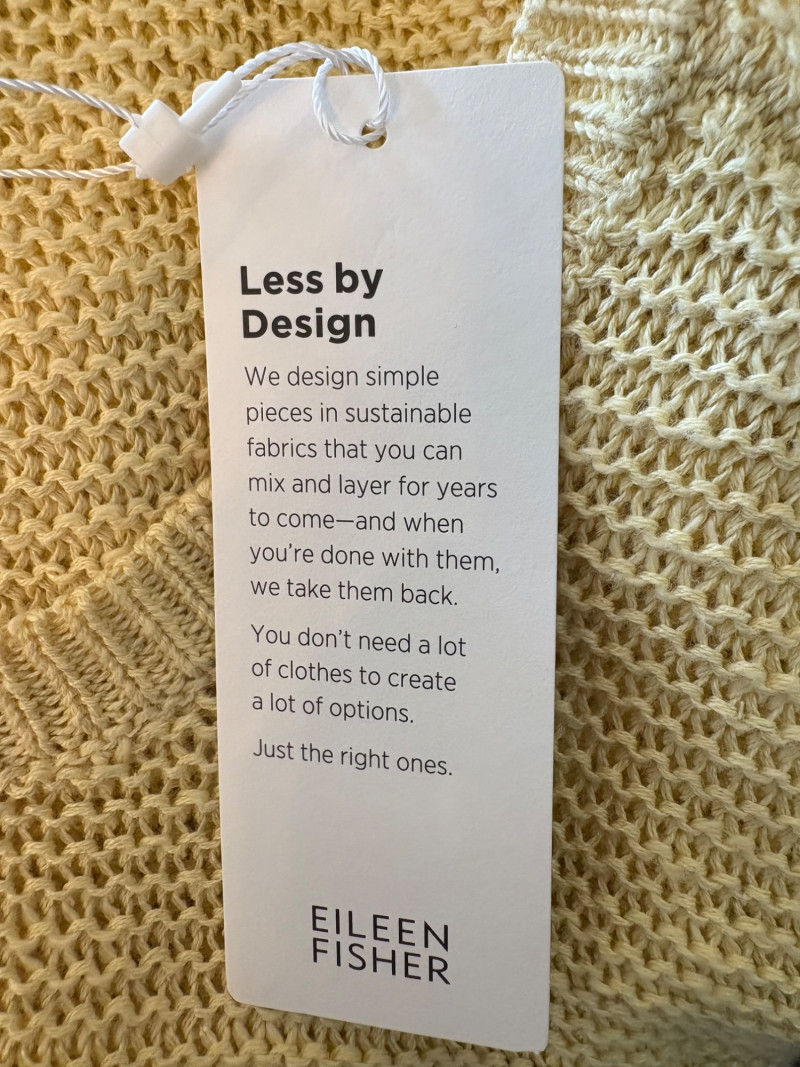 Less by
Design
We design simple
pieces in sustainable
fabrics that you can
mix and layer for years
to come—and when
you're done with them,
we take them back.
You don't need a lot
of clothes to create
a lot of options.
Just the right ones.
EILEEN
FISHER